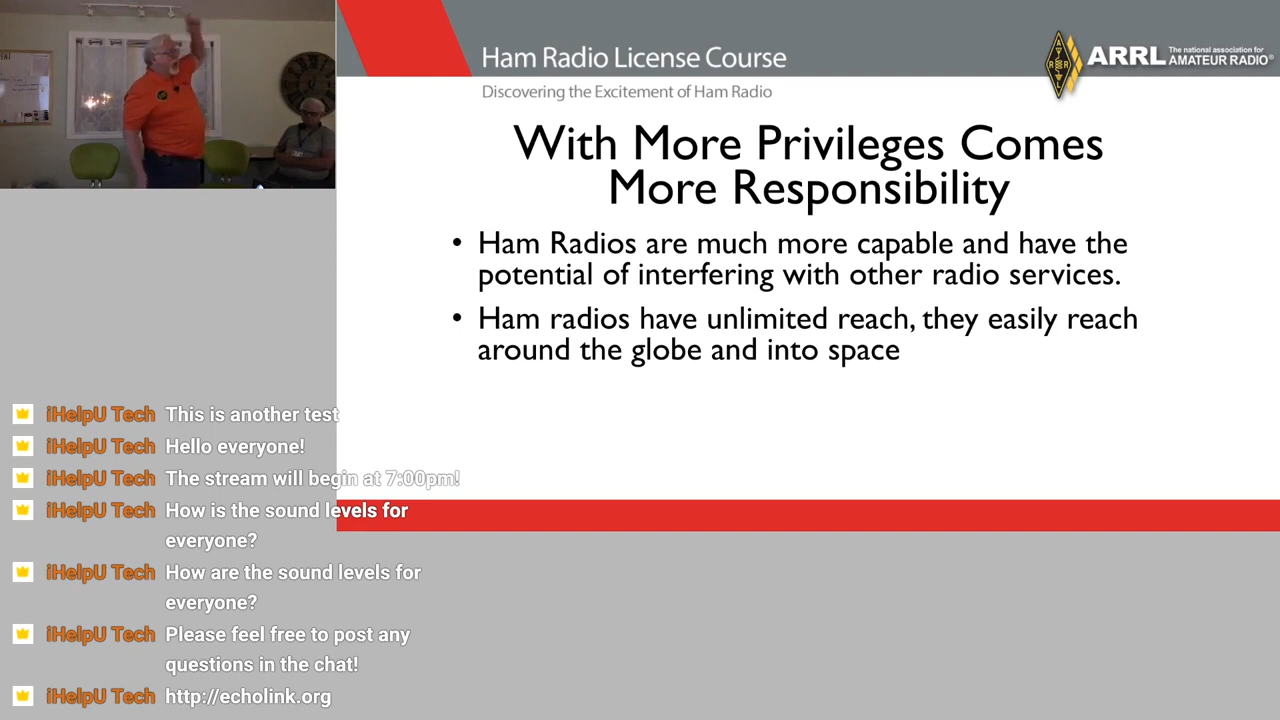 Ham Radio License Course
ARRL The national association for
AMATEUR RADIO®
Discovering the Excitement of Ham Radio
With More Privileges Comes
More Responsibility
• Ham Radios are much more capable and have the
potential of interfering with other radio services.
• Ham radios have unlimited reach, they easily reach
around the globe and into space
iHelpU Tech This is another test
iHelpU Tech Hello everyone!
iHelpU Tech The stream will begin at 7:00pm!
iHelpU Tech How is the sound levels for
everyone?
iHelpU Tech How are the sound levels for
everyone?
iHelpU Tech Please feel free to post any
questions in the chat!
iHelpU Tech http://echolink.org